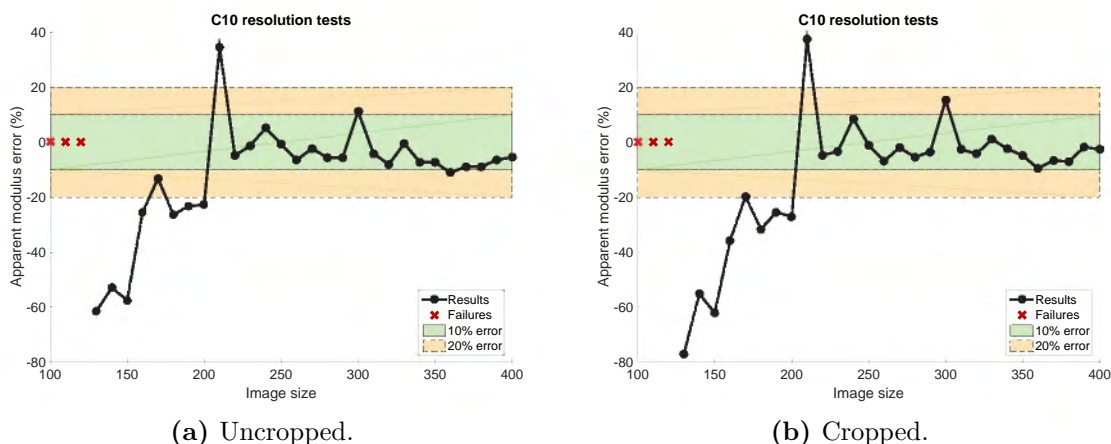 C10 resolution tests
Apparent modulus error (%)
40
20
0
-20
-40
-60
-80
100
150
200
250
300
350
400
Image size
Results
Failures
10% error
20% error
(a) Uncropped.
C10 resolution tests
Apparent modulus error (%)
40
20
0
-20
-40
-60
-80
100
150
200
250
300
350
400
Image size
Results
Failures
10% error
20% error
(b) Cropped.